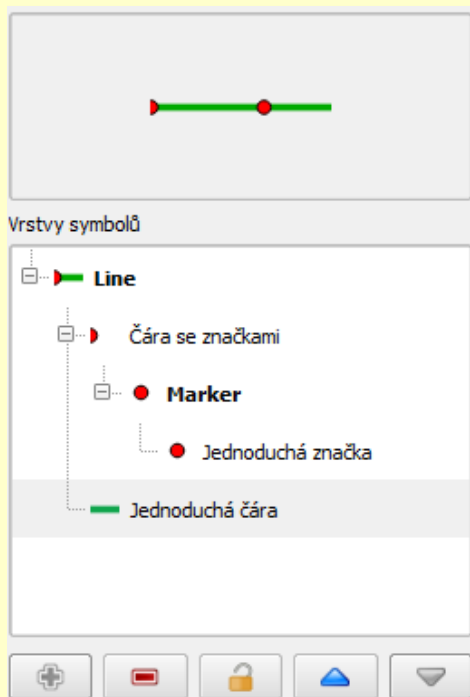 Vrstvy symbolů
Line
Čára se značkami
Marker
Jednoduchá značka
Jednoduchá čára